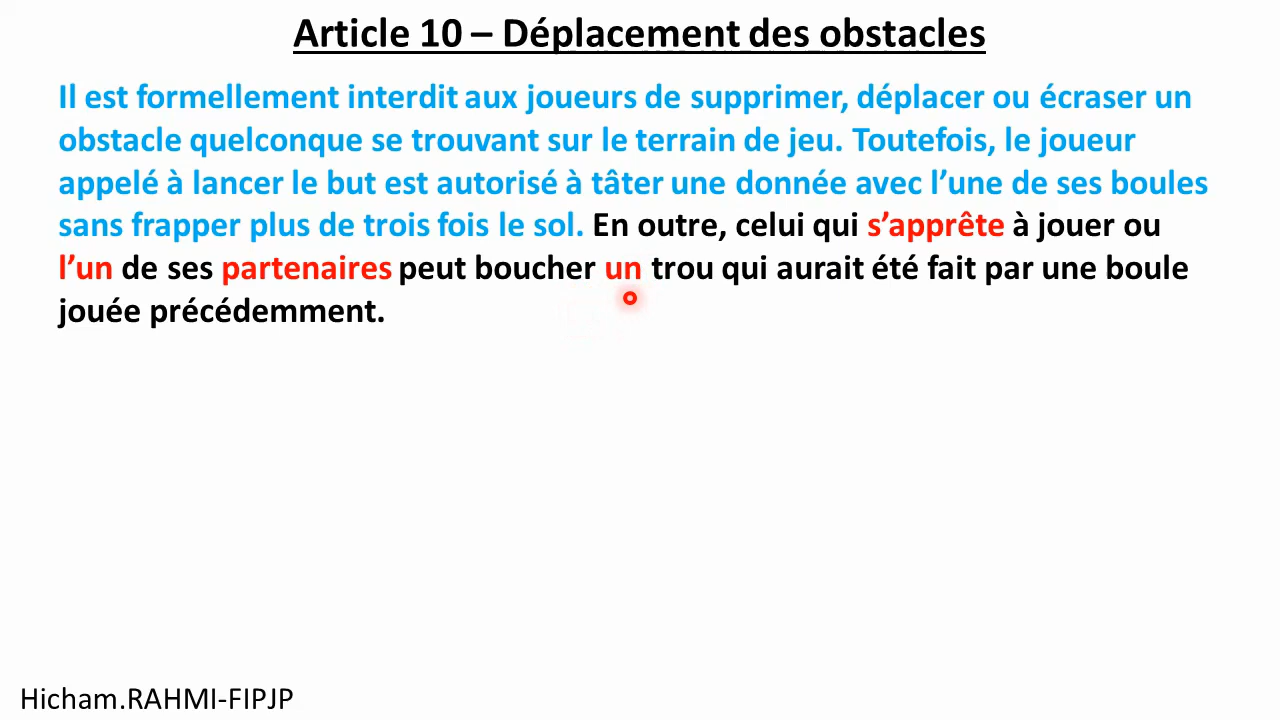 Article 10 – Déplacement des obstacles
Il est formellement interdit aux joueurs de supprimer, déplacer ou écraser un
obstacle quelconque se trouvant sur le terrain de jeu. Toutefois, le joueur
appelé à lancer le but est autorisé à tâter une donnée avec l’une de ses boules
sans frapper plus de trois fois le sol. En outre, celui qui s’apprête à jouer ou
l’un de ses partenaires peut boucher un trou qui aurait été fait par une boule
jouée précédemment.
Hicham.RAHMI-FIPJP